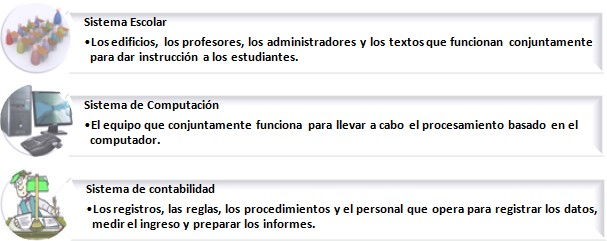 Sistema Escolar
•Los edificios, los profesores, los administradores y los textos que funcionan conjuntamente
para dar instrucción a los estudiantes.
Sistema de Computación
•El equipo que conjuntamente funciona para llevar a cabo el procesamiento basado en el
computador.
Sistema de contabilidad
•Los registros, las reglas, los procedimientos y el personal que opera para registrar los datos,
medir el ingreso y preparar los informes.